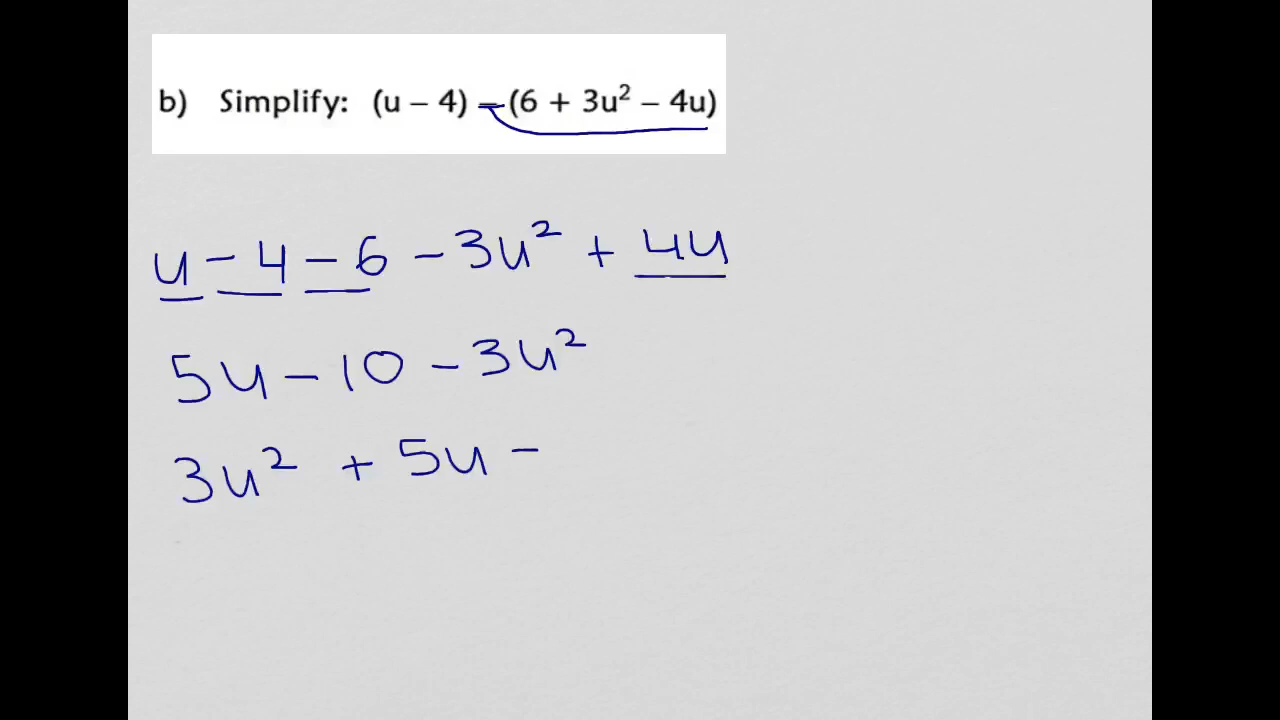 b) Simplify: (u – 4) – (6 + 3u² – 4u)
u – 4 – 6 – 3u² + 4u
5u – 10 – 3u²
3u² + 5u –